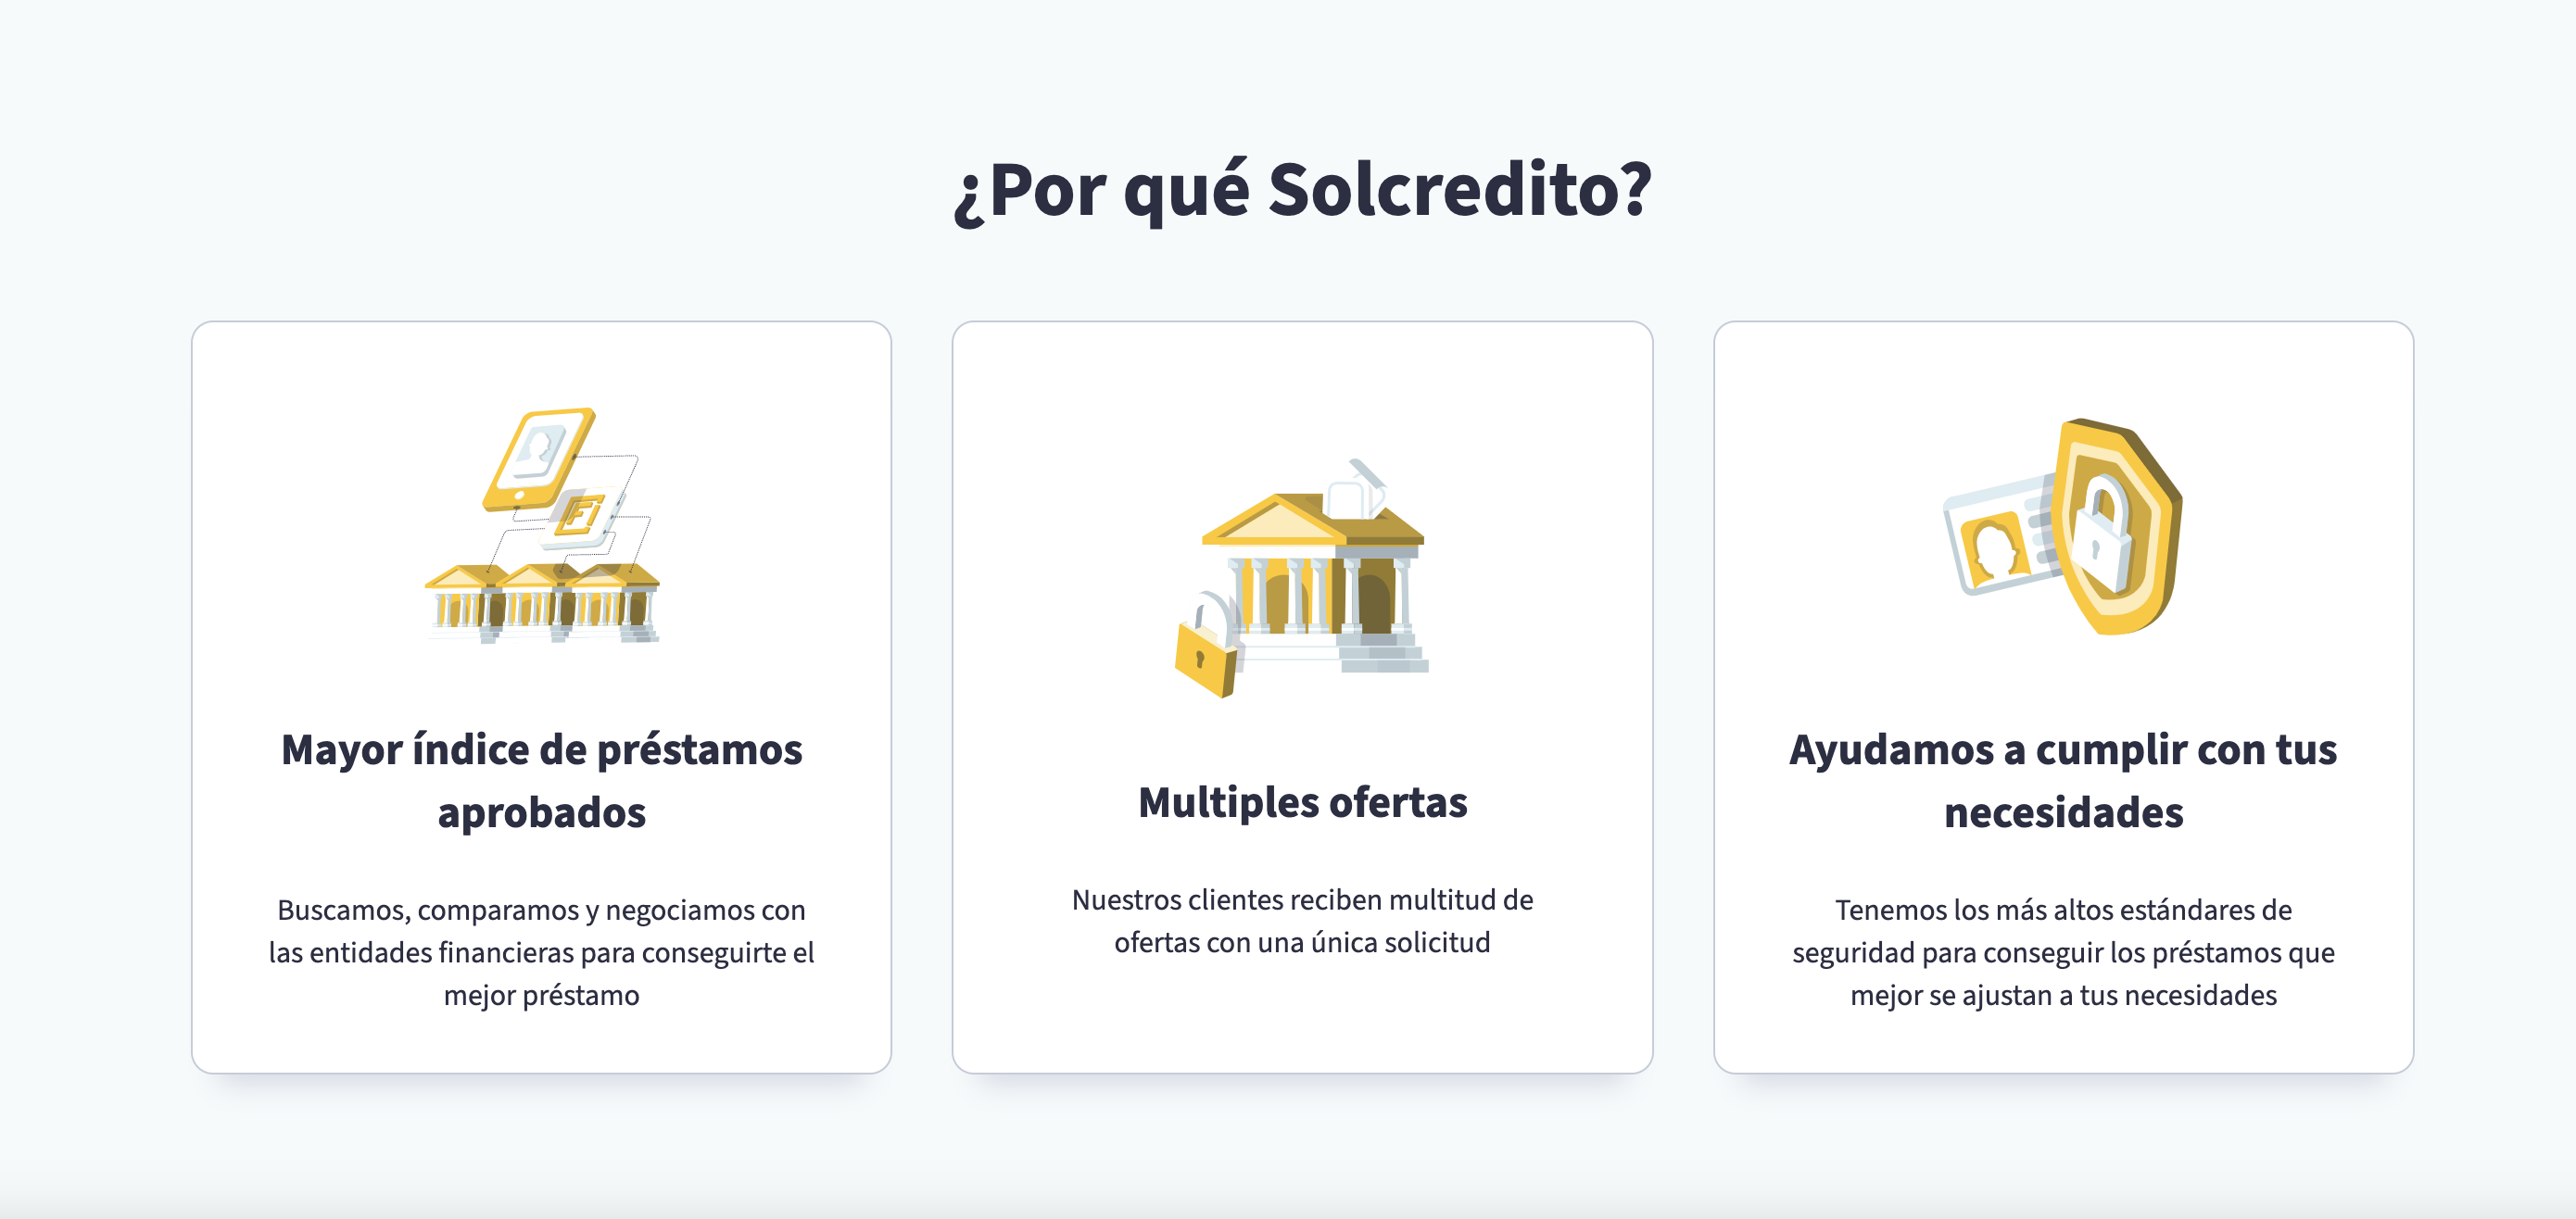 ¿Por qué Solcredito?
Fi
Mayor índice de préstamos
aprobados
Buscamos, comparamos y negociamos con
las entidades financieras para conseguirte el
mejor préstamo
Multiples ofertas
Nuestros clientes reciben multitud de
ofertas con una única solicitud
Ayudamos a cumplir con tus
necesidades
Tenemos los más altos estándares de
seguridad para conseguir los préstamos que
mejor se ajustan a tus necesidades